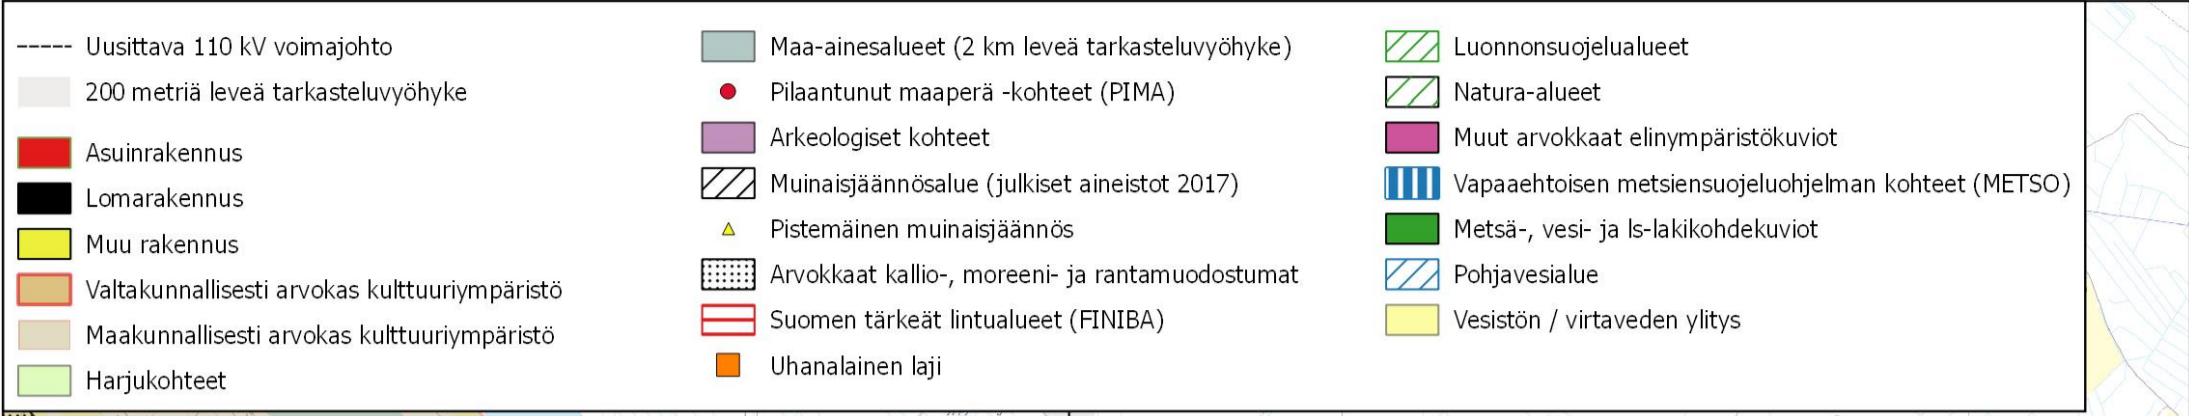 Uusittava 110 kV voimajohto
200 metriä leveä tarkasteluvyöhyke
Asuinrakennus
Lomarakennus
Muu rakennus
Valtakunnallisesti arvokas kulttuuriympäristö
Maakunnallisesti arvokas kulttuuriympäristö
Harjukohteet
Maa-ainesalueet (2 km leveä tarkasteluvyöhyke)
Pilaantunut maaperä -kohteet (PIMA)
Arkeologiset kohteet
Muinaisjäännösalue (julkiset aineistot 2017)
Pistemäinen muinaisjäännös
Arvokkaat kallio-, moreeni- ja rantamuodostumat
Suomen tärkeät lintualueet (FINIBA)
Uhanalainen laji
Luonnonsuojelualueet
Natura-alueet
Muut arvokkaat elinympäristökuviot
Vapaaehtoisen metsiensuojeluohjelman kohteet (METSO)
Metsä-, vesi- ja ls-lakikohdekuviot
Pohjavesialue
Vesistön / virtaveden ylitys